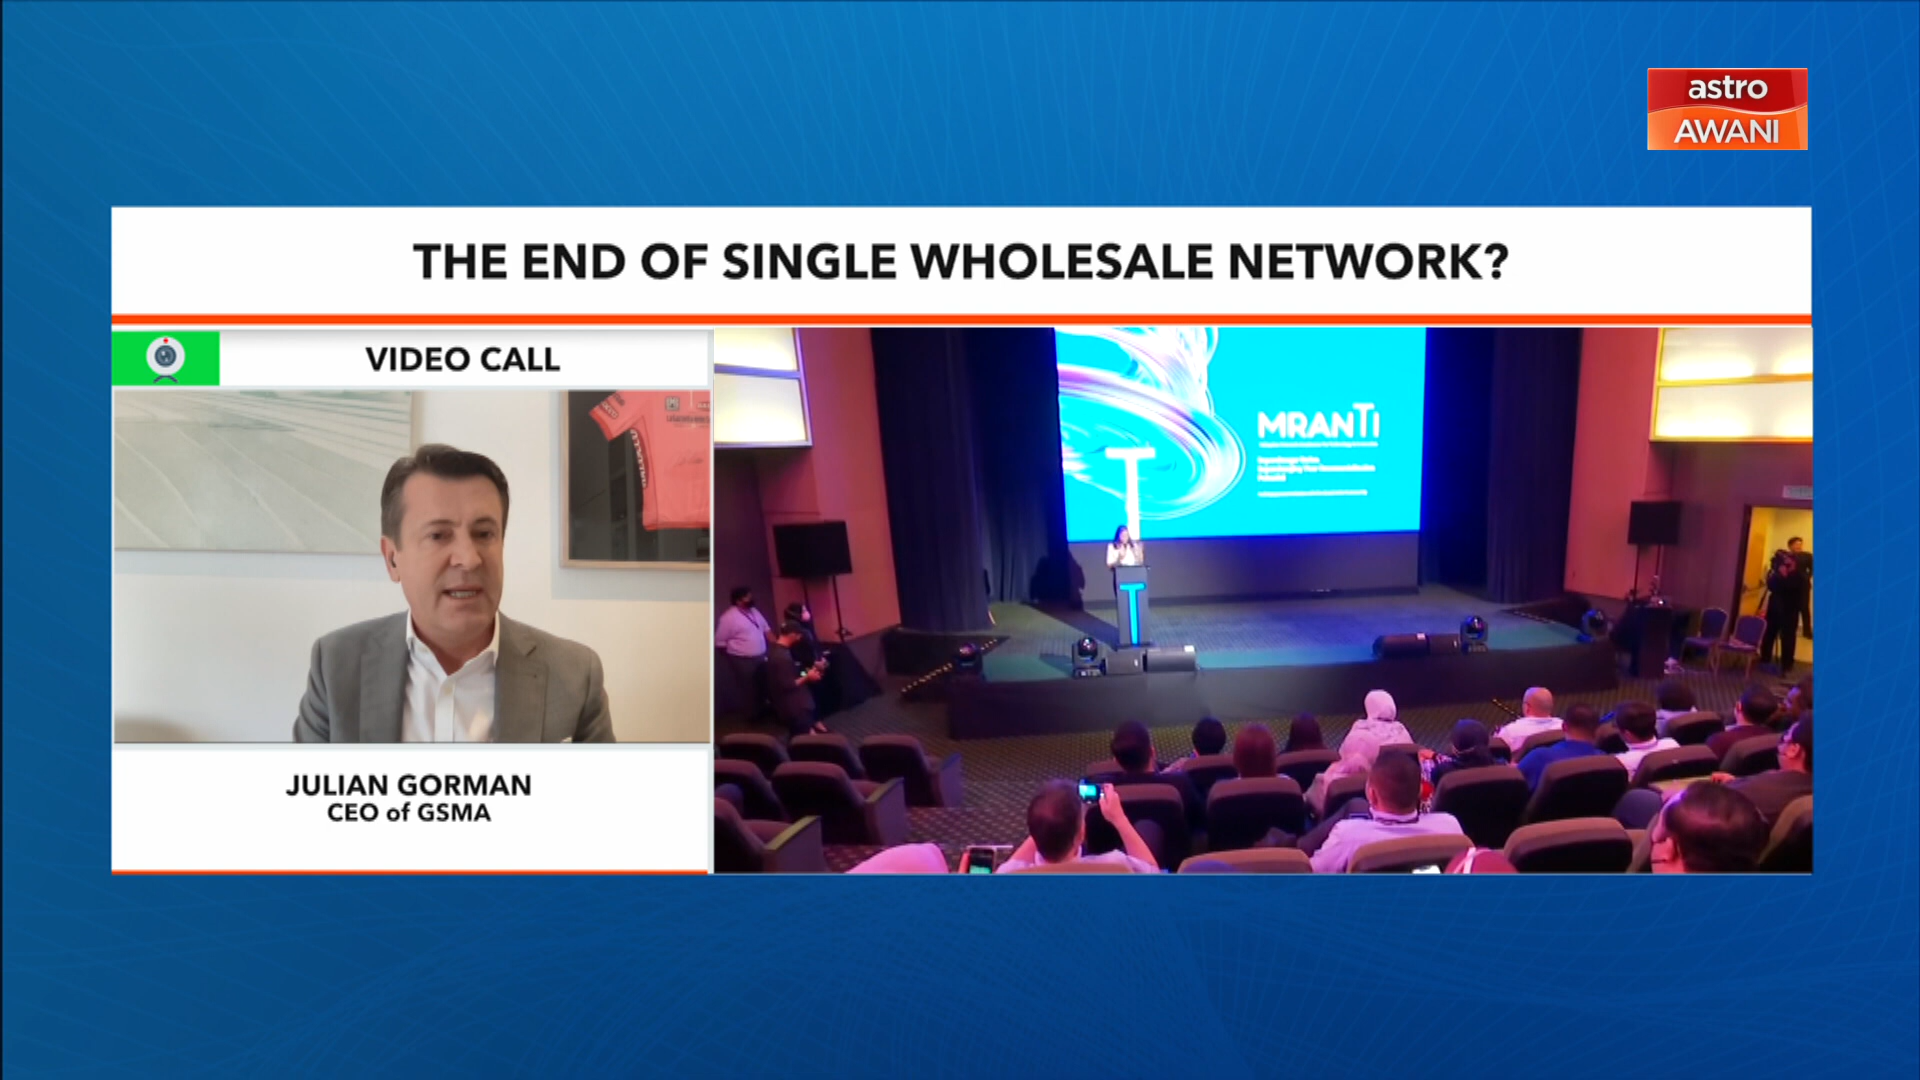 astro
AWANI
THE END OF SINGLE WHOLESALE NETWORK?
VIDEO CALL
MRANTI
JULIAN GORMAN
CEO of GSMA